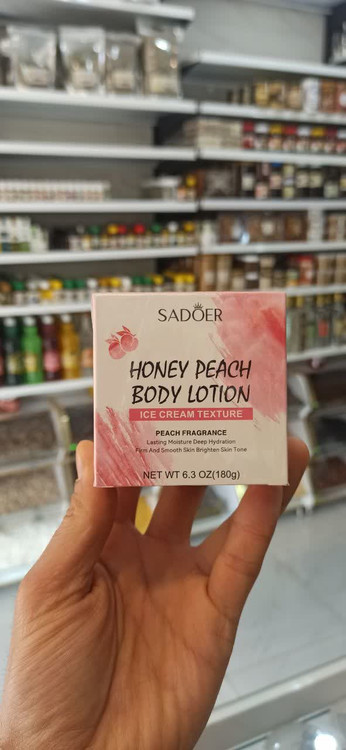 SADOER
HONEY PEACH
BODY LOTION
ICE CREAM TEXTURE
PEACH FRAGRANCE
Lasting Moisture Deep Hydration
Firm And Smooth Skin Brighten Skin Tone
NET WT 6.3 OZ(180g)